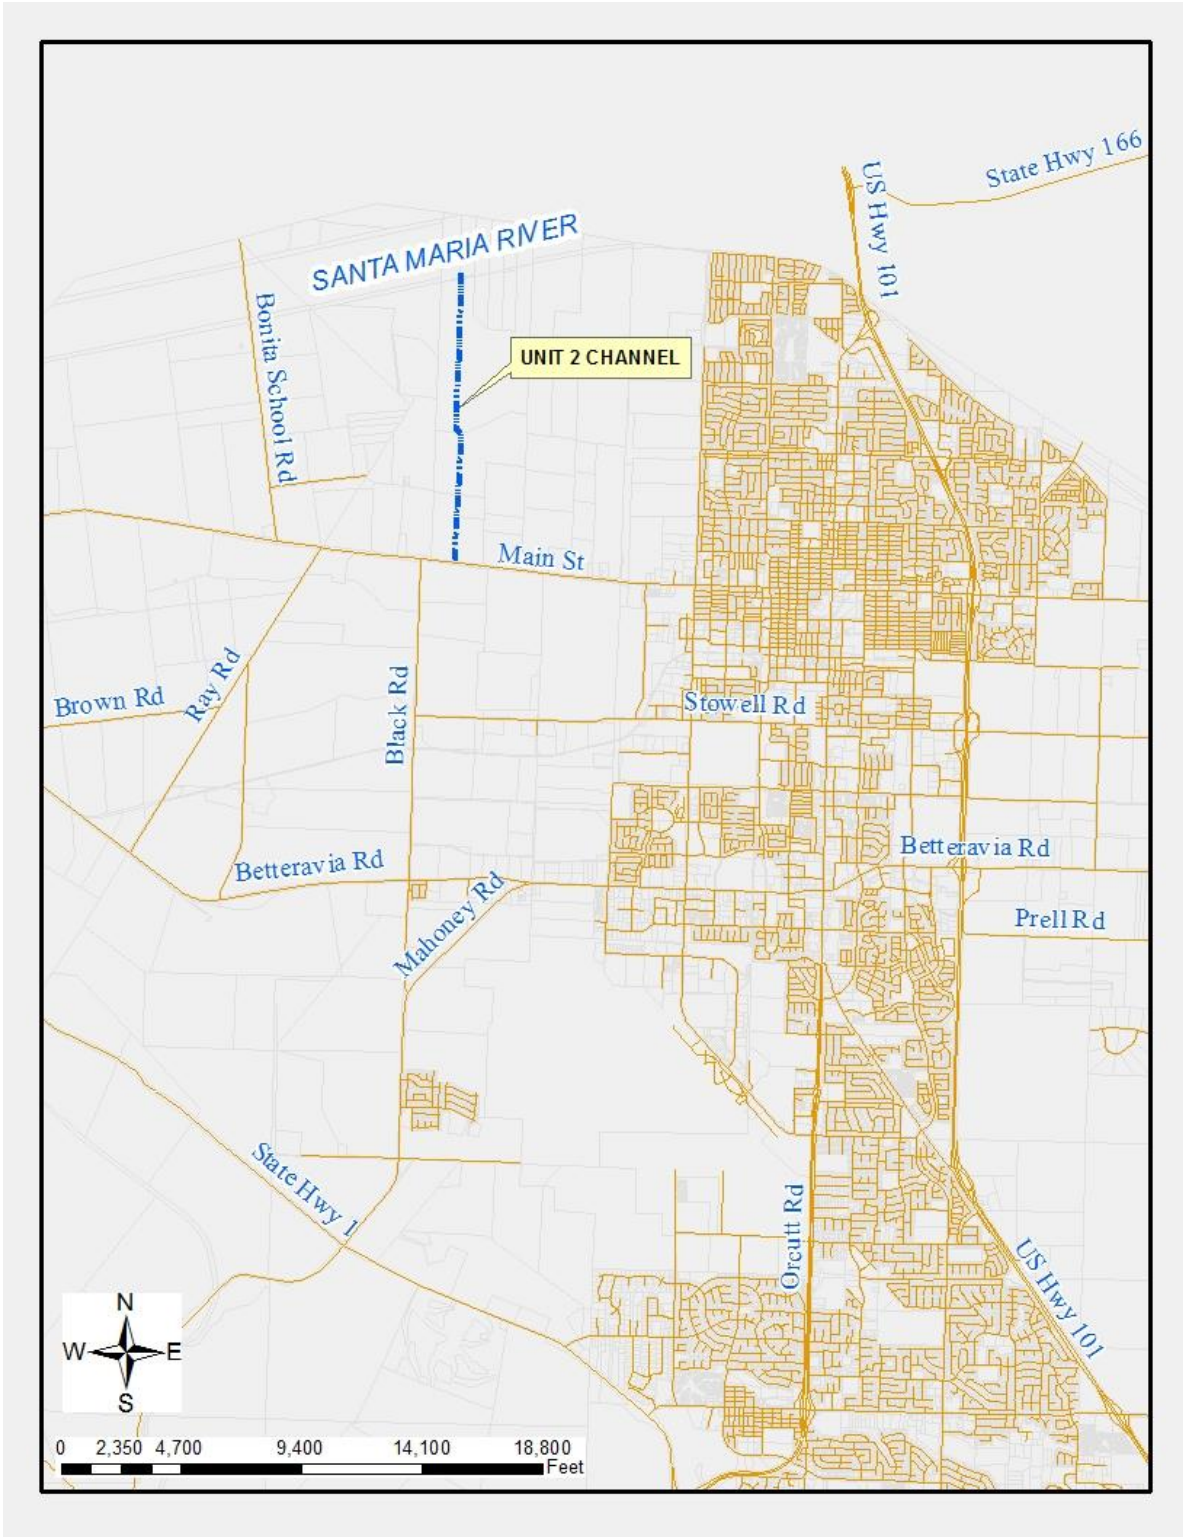 State Hwy 166
US Hwy 101
SANTA MARIA RIVER
Bonita School Rd
UNIT 2 CHANNEL
Main St
Ray Rd
Brown Rd
Black Rd
Stowell Rd
Betteravia Rd
Betteravia Rd
Mahoney Rd
Prell Rd
State Hwy 1
Orcutt Rd
US Hwy 101
N
W E
S
0 2,350 4,700 9,400 14,100 18,800
Feet